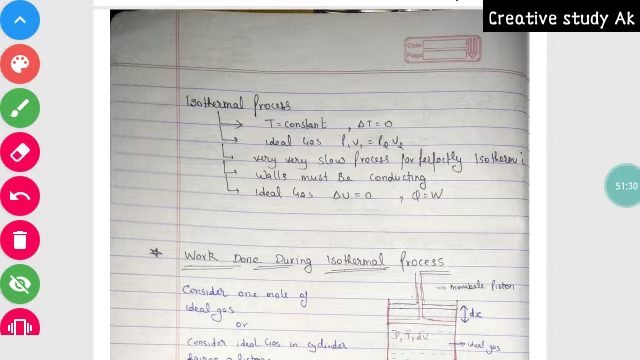 Creative study Ak
Date:
Page:
Isothermal Process
T = constant , ΔT = 0
ideal Gas P₁V₁ = P₂V₂
very very slow Process for perfectly Isothermi
Walls must be conducting
ideal Gas ΔU = 0 , Q = W
51:30
* Work Done During Isothermal Process
Consider one mole of
ideal gas
or
Consider ideal Gas in cylinder
moveable piston
dx
P, T, dV
ideal gas